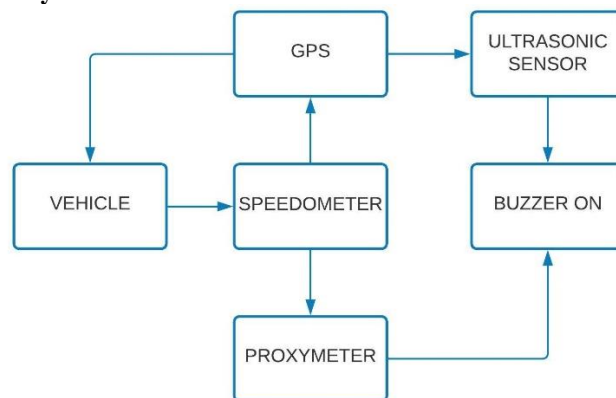 GPS
ULTRASONIC
SENSOR
VEHICLE
SPEEDOMETER
BUZZER ON
PROXYMETER